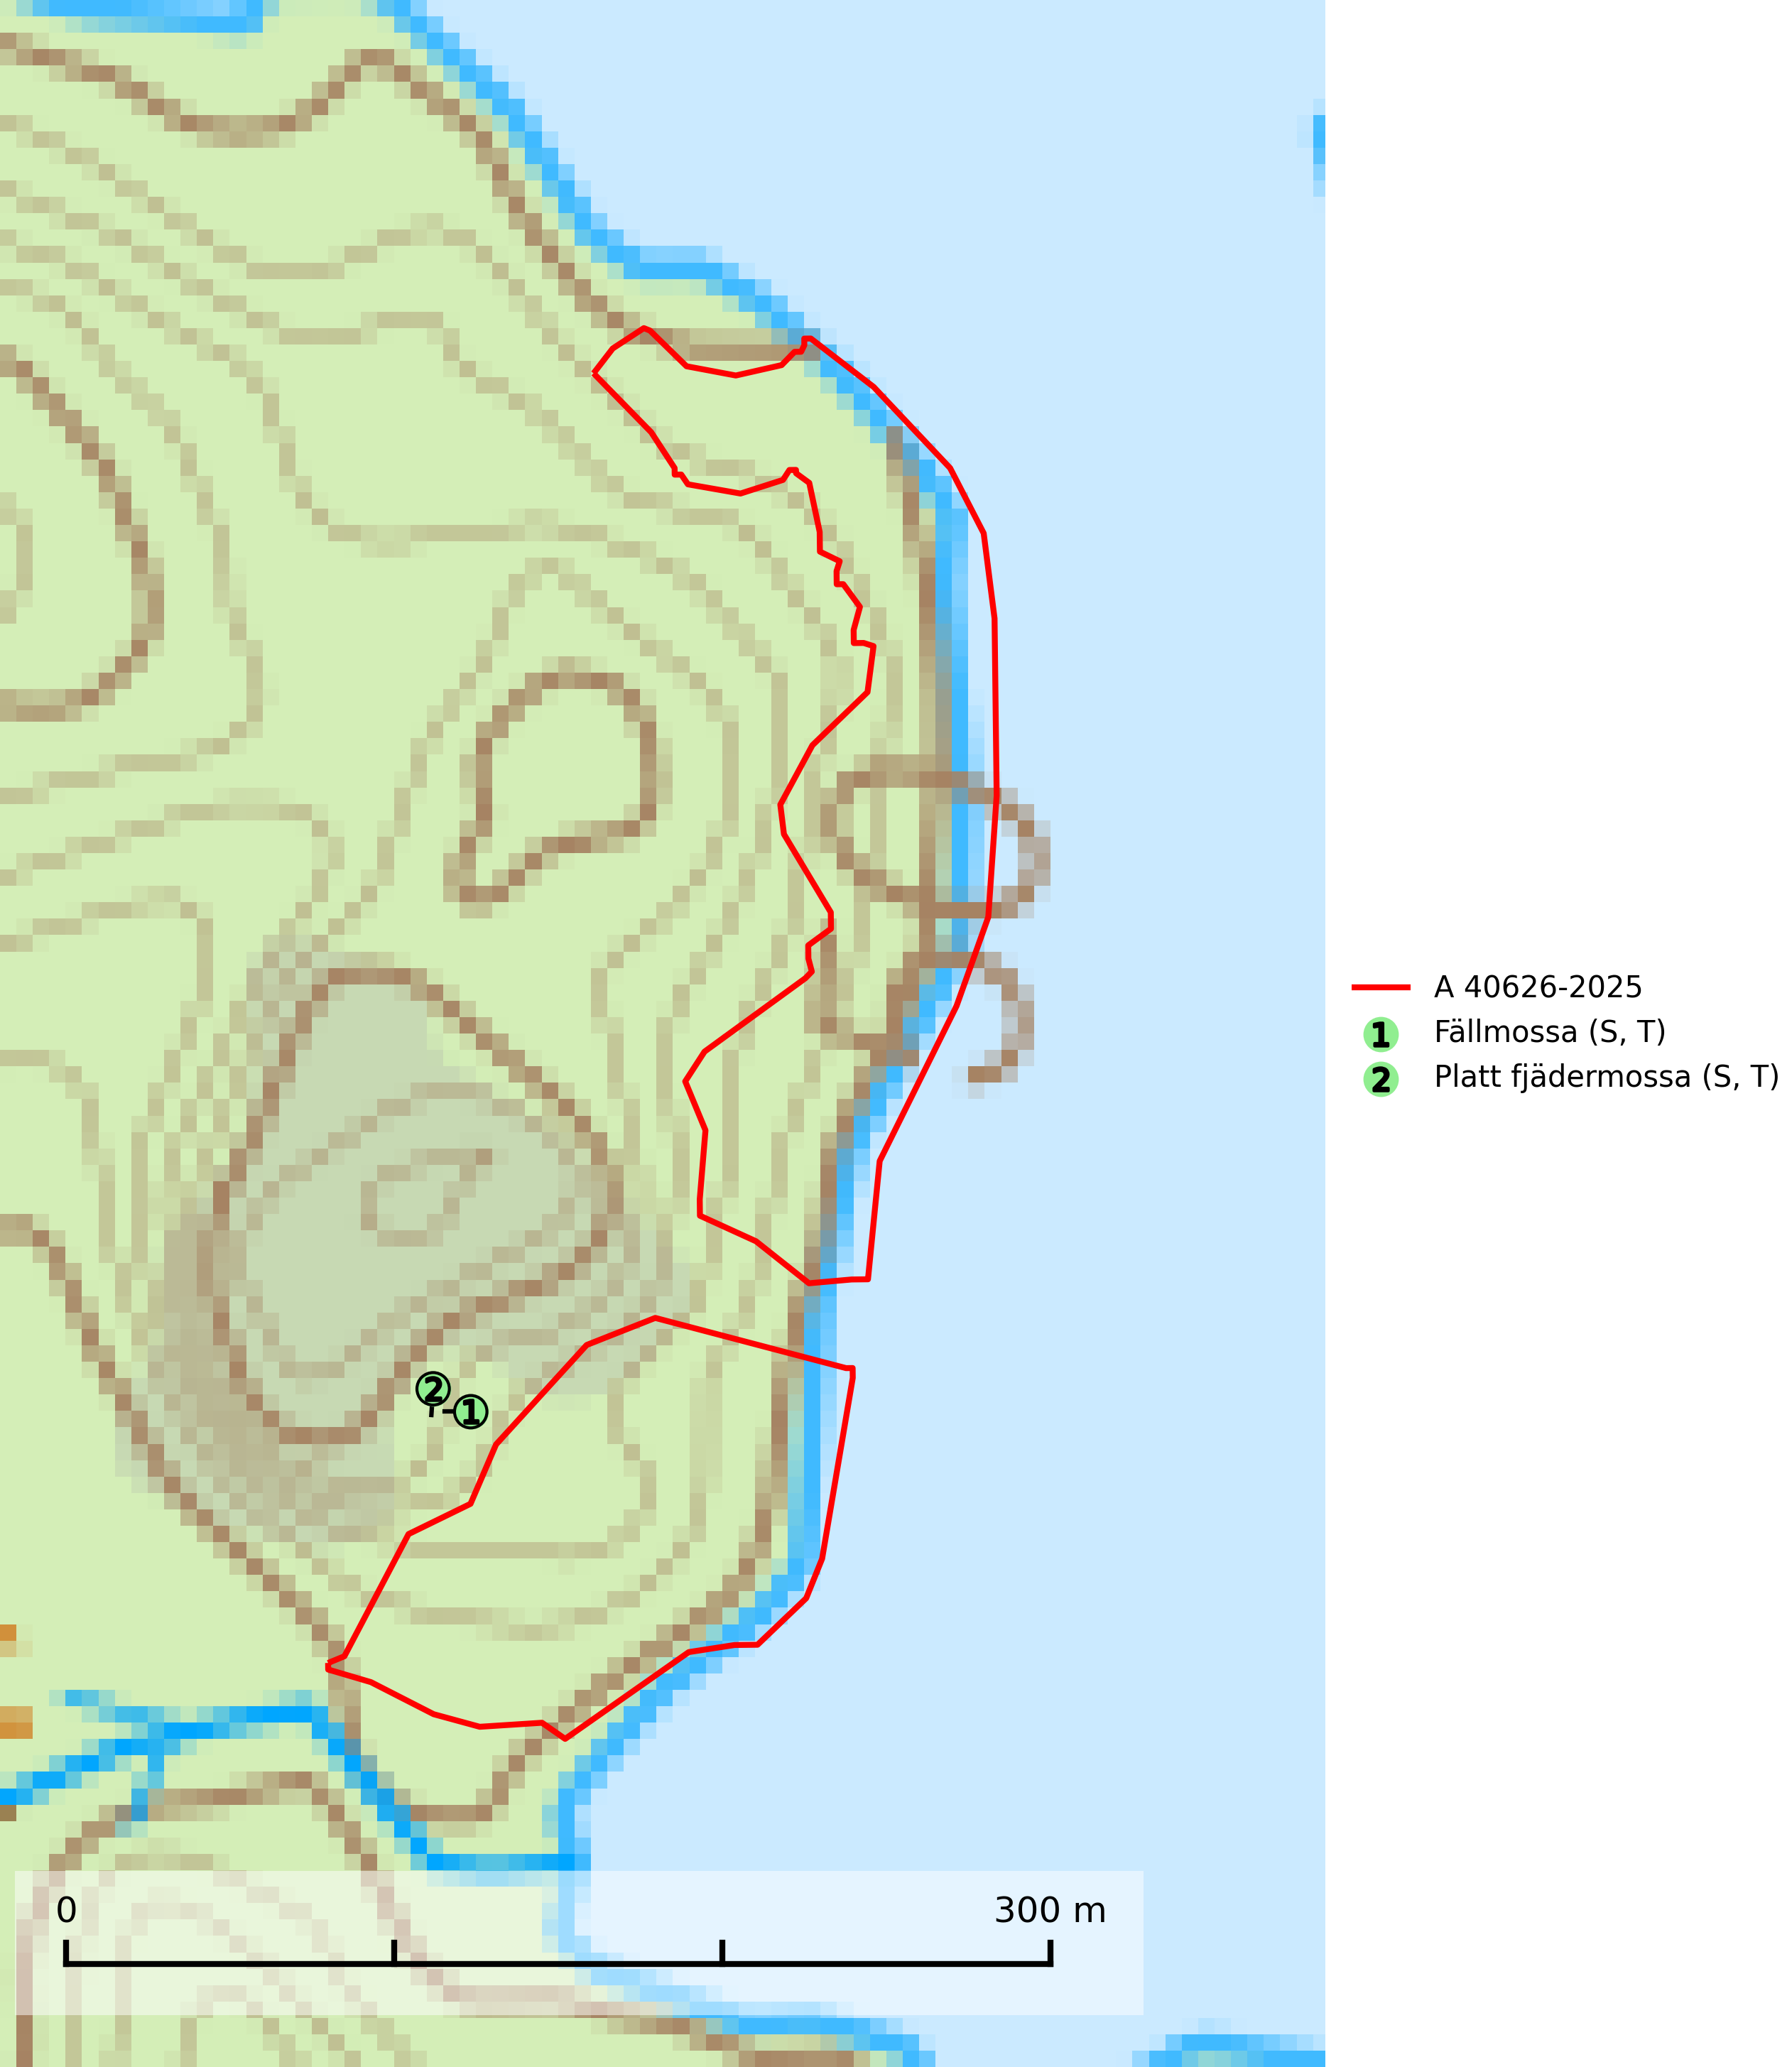 A 40626-2025
1 Fällmossa (S, T)
2 Platt fjädermossa (S, T)
2
1
0 300 m